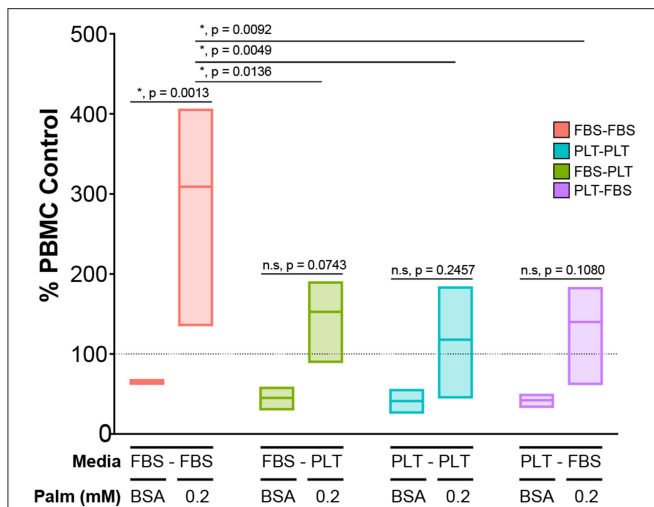 *, p = 0.0092
*, p = 0.0049
*, p = 0.0136
*, p = 0.0013
500
400
300
200
100
0
% PBMC Control
FBS-FBS
PLT-PLT
FBS-PLT
PLT-FBS
n.s, p = 0.0743
n.s, p = 0.2457
n.s, p = 0.1080
Media FBS - FBS FBS - PLT PLT - PLT PLT - FBS
Palm (mM) BSA 0.2 BSA 0.2 BSA 0.2 BSA 0.2